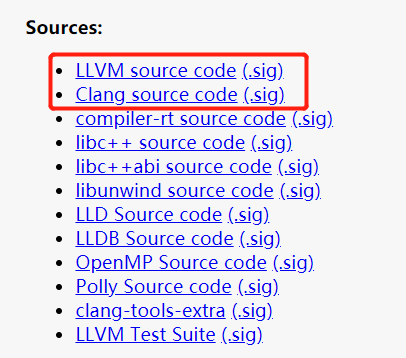 Sources:
• LLVM source code (.sig)
• Clang source code (.sig)
• compiler-rt source code (.sig)
• libc++ source code (.sig)
• libc++abi source code (.sig)
• libunwind source code (.sig)
• LLD Source code (.sig)
• LLDB Source code (.sig)
• OpenMP Source code (.sig)
• Polly Source code (.sig)
• clang-tools-extra (.sig)
• LLVM Test Suite (.sig)